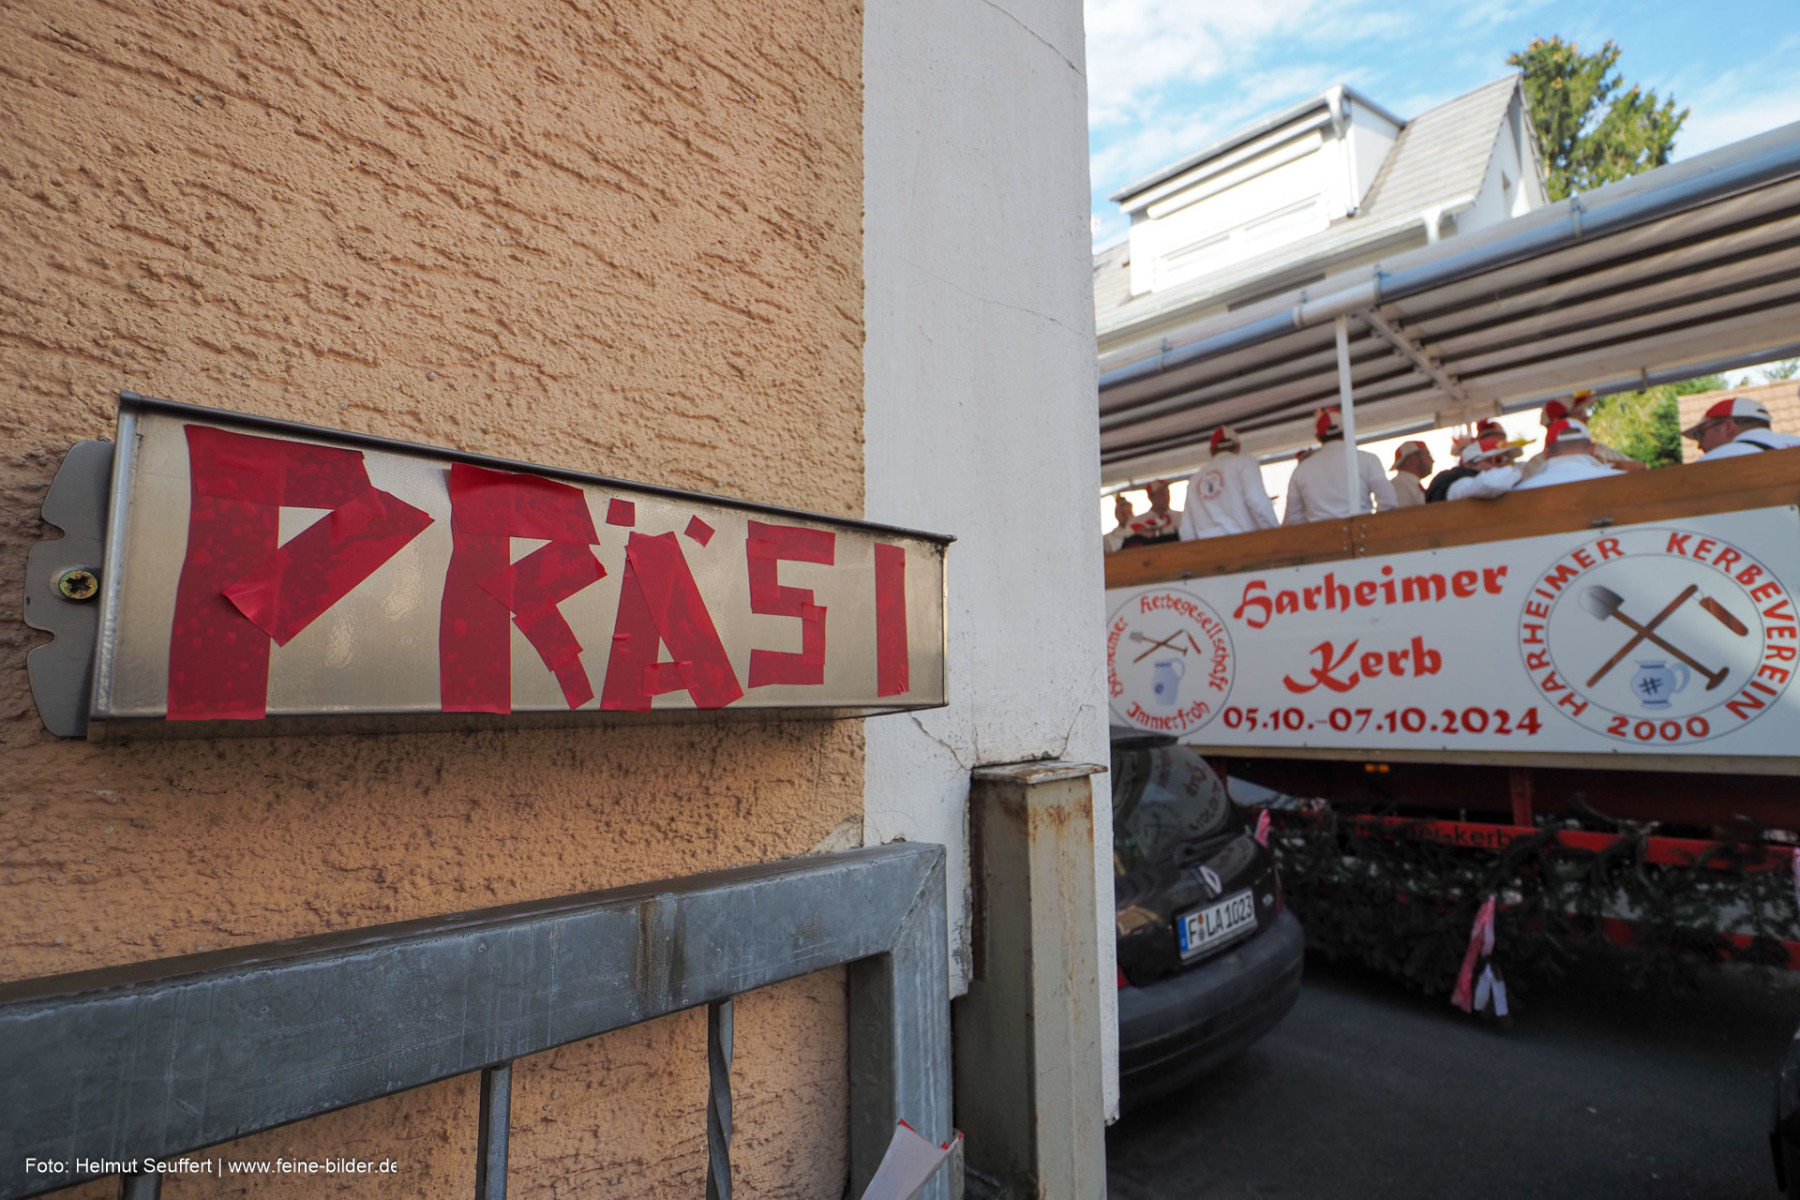 PRÄSI
Harheimer
Kerb
05.10.-07.10.2024
Harheimer Kerbegesellschaft
Immerfroh
HARHEIMER KERBEVEREIN
2000
#
F LA 1023
Foto: Helmut Seuffert | www.feine-bilder.de